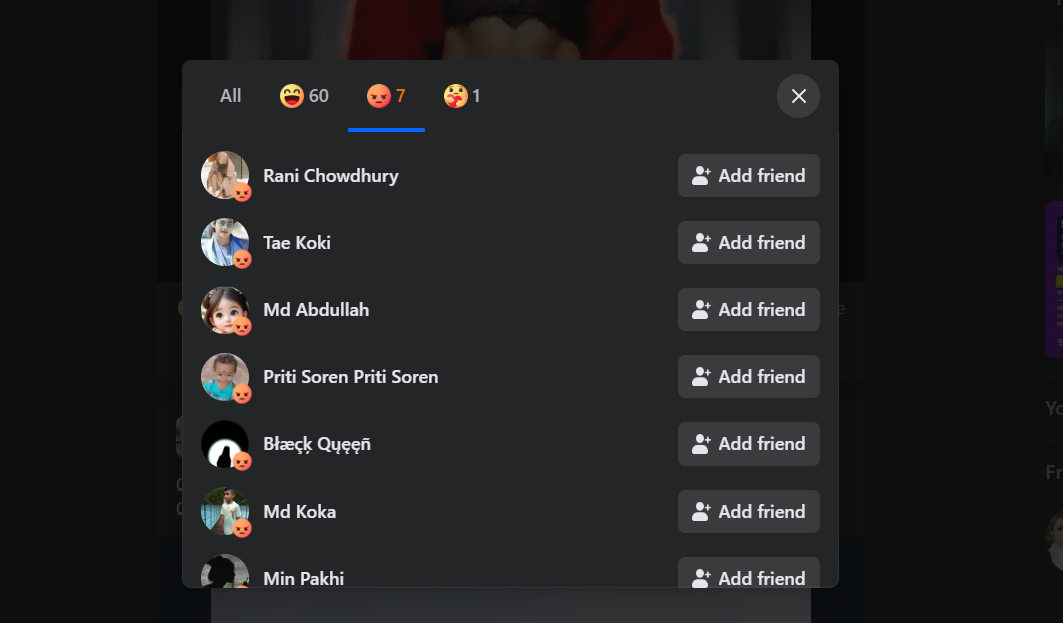 All 60 7 1
Rani Chowdhury Add friend
Tae Koki Add friend
Md Abdullah Add friend
Priti Soren Priti Soren Add friend
Błæçķ Qųęęñ Add friend
Md Koka Add friend
Min Pakhi Add friend